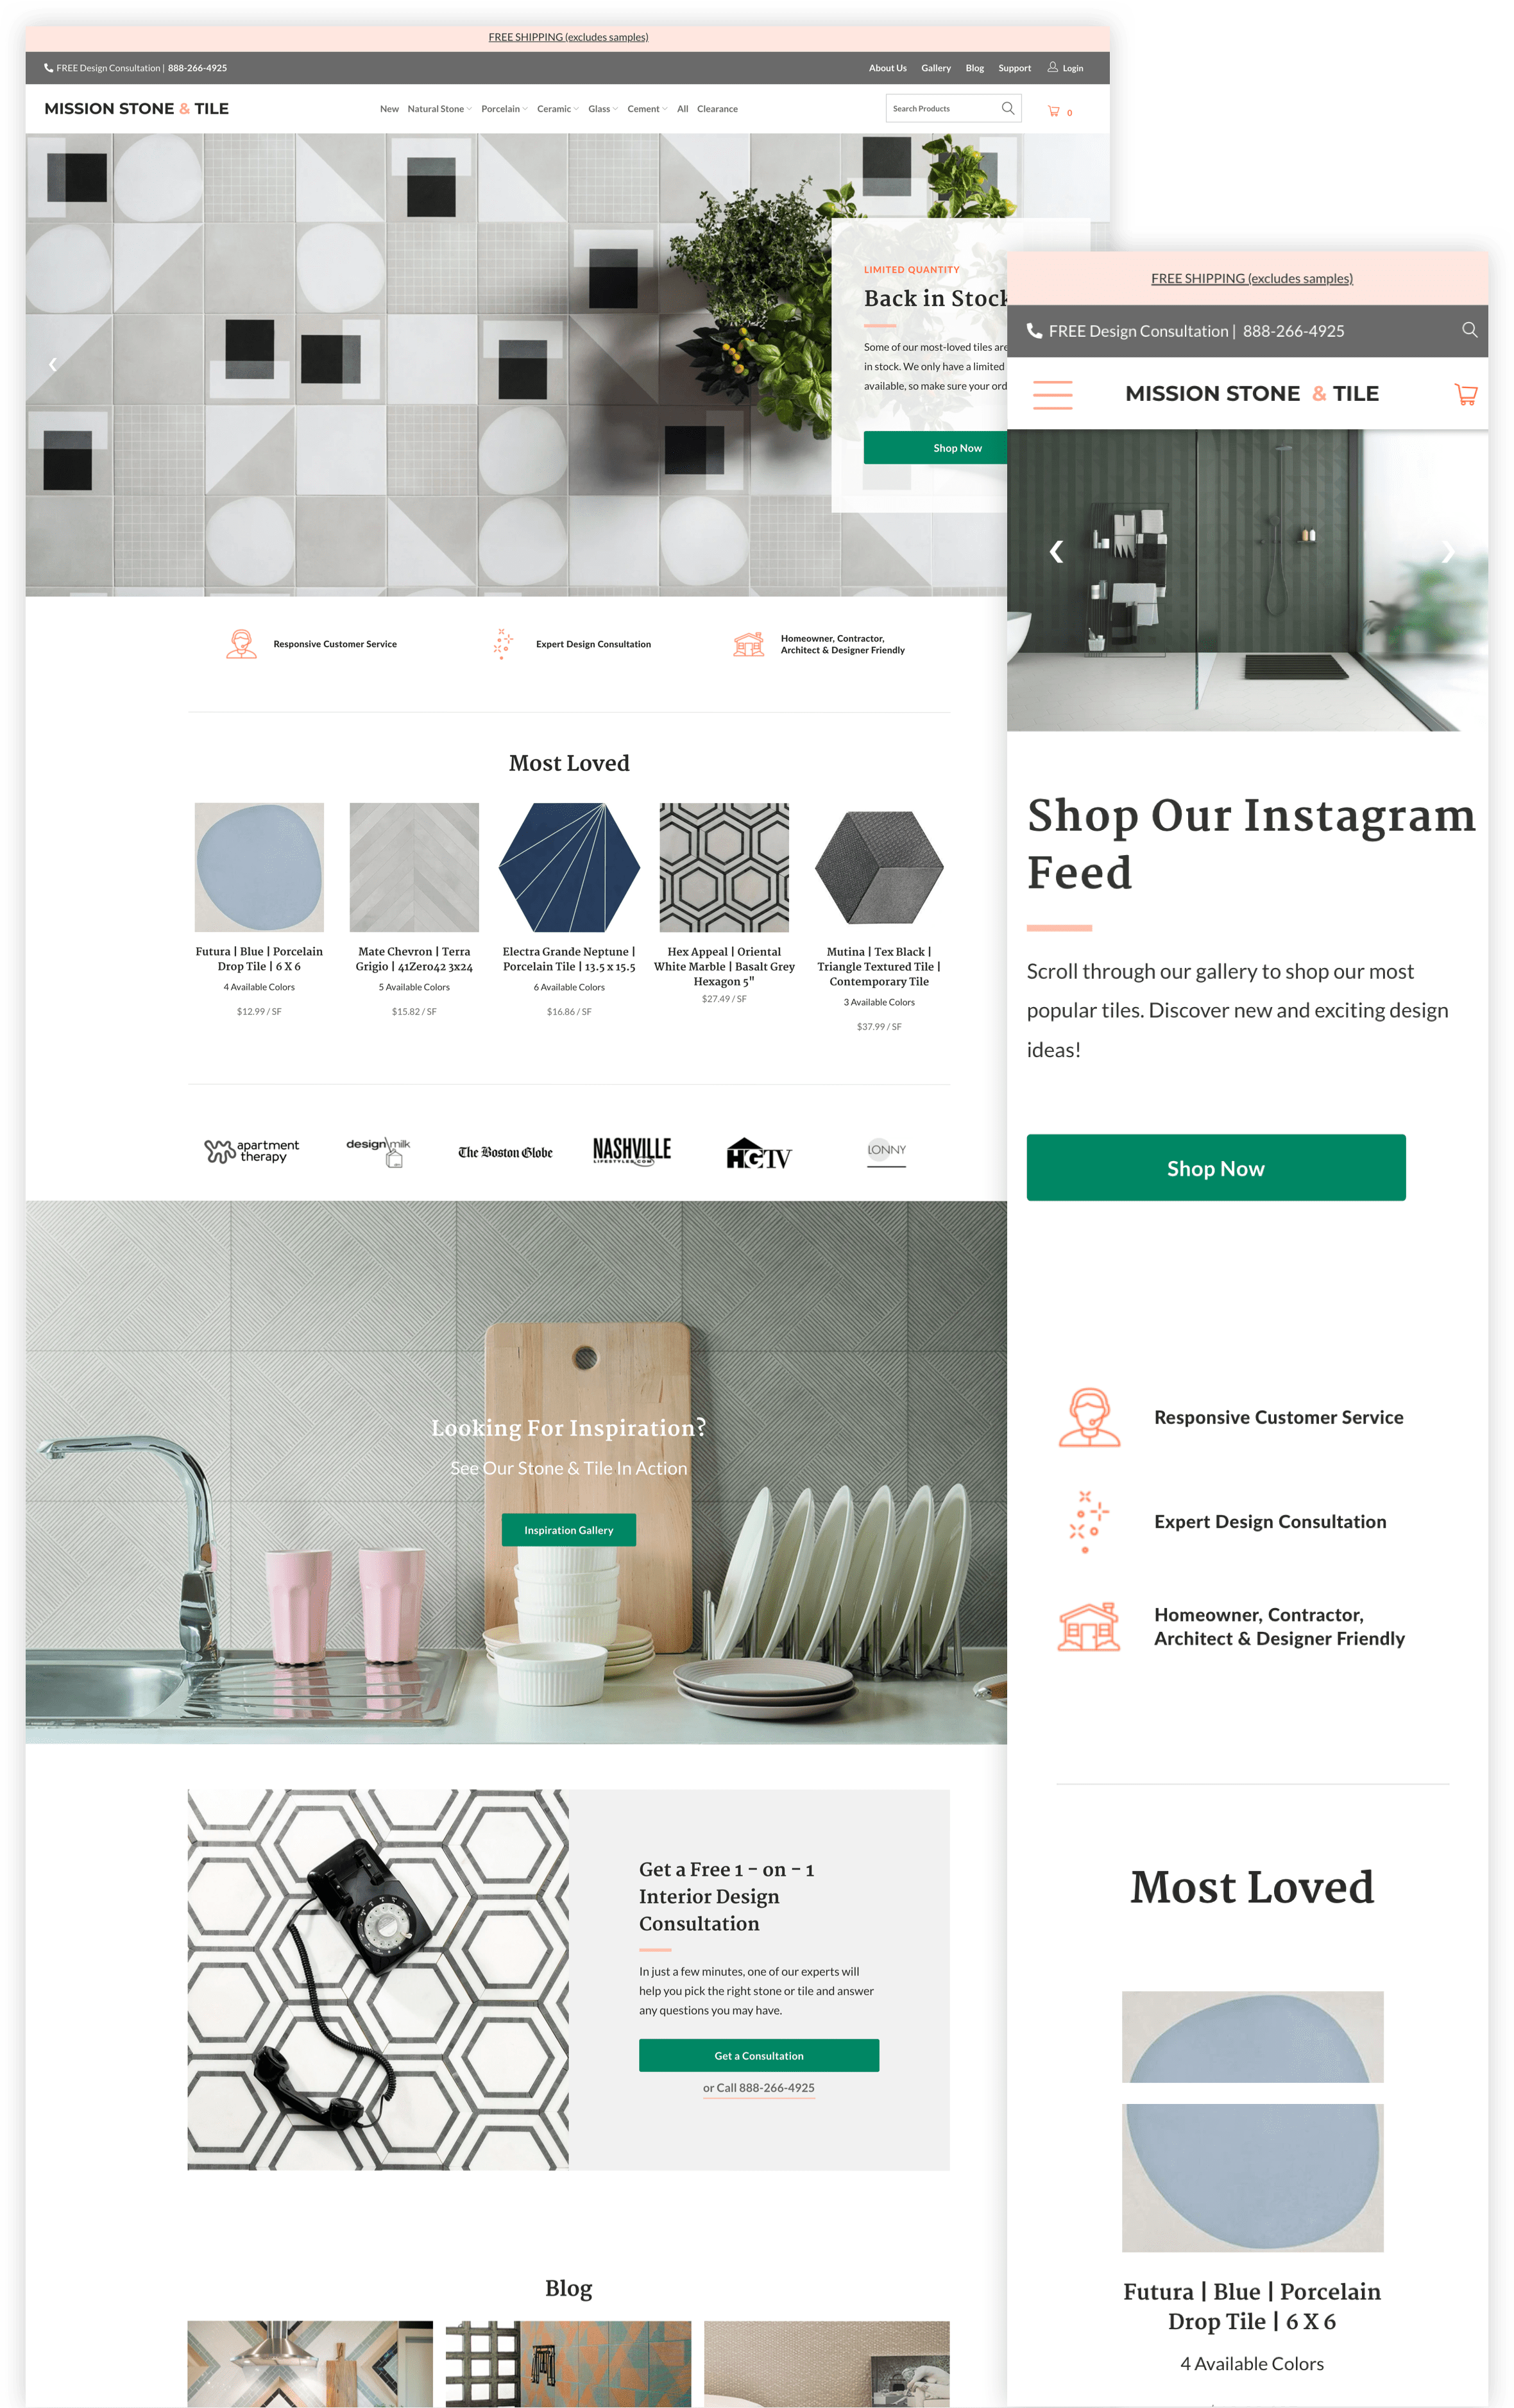 FREE SHIPPING (excludes samples)
FREE Design Consultation | 888-266-4925
About Us Gallery Blog Support Login
MISSION STONE & TILE
New Natural Stone Porcelain Ceramic Glass Cement All Clearance
Search Products
0
LIMITED QUANTITY
Back in Stock
Some of our most-loved tiles are
in stock. We only have a limited
available, so make sure your ord
Shop Now
Responsive Customer Service
Expert Design Consultation
Homeowner, Contractor,
Architect & Designer Friendly
Most Loved
Futura | Blue | Porcelain
Drop Tile | 6 X 6
4 Available Colors
$12.99 / SF
Mate Chevron | Terra
Grigio | 41Zero42 3x24
5 Available Colors
$15.82 / SF
Electra Grande Neptune |
Porcelain Tile | 13.5 x 15.5
6 Available Colors
$16.86 / SF
Hex Appeal | Oriental
White Marble | Basalt Grey
Hexagon 5"
$27.49 / SF
Mutina | Tex Black |
Triangle Textured Tile |
Contemporary Tile
3 Available Colors
$37.99 / SF
apartment
therapy
design milk
The Boston Globe
NASHVILLE
LIFESTYLES.COM
HGTV
LONNY
Looking For Inspiration?
See Our Stone & Tile In Action
Inspiration Gallery
Get a Free 1 - on - 1
Interior Design
Consultation
In just a few minutes, one of our experts will
help you pick the right stone or tile and answer
any questions you may have.
Get a Consultation
or Call 888-266-4925
Blog
FREE SHIPPING (excludes samples)
FREE Design Consultation | 888-266-4925
MISSION STONE & TILE
Shop Our Instagram
Feed
Scroll through our gallery to shop our most
popular tiles. Discover new and exciting design
ideas!
Shop Now
Responsive Customer Service
Expert Design Consultation
Homeowner, Contractor,
Architect & Designer Friendly
Most Loved
Futura | Blue | Porcelain
Drop Tile | 6 X 6
4 Available Colors